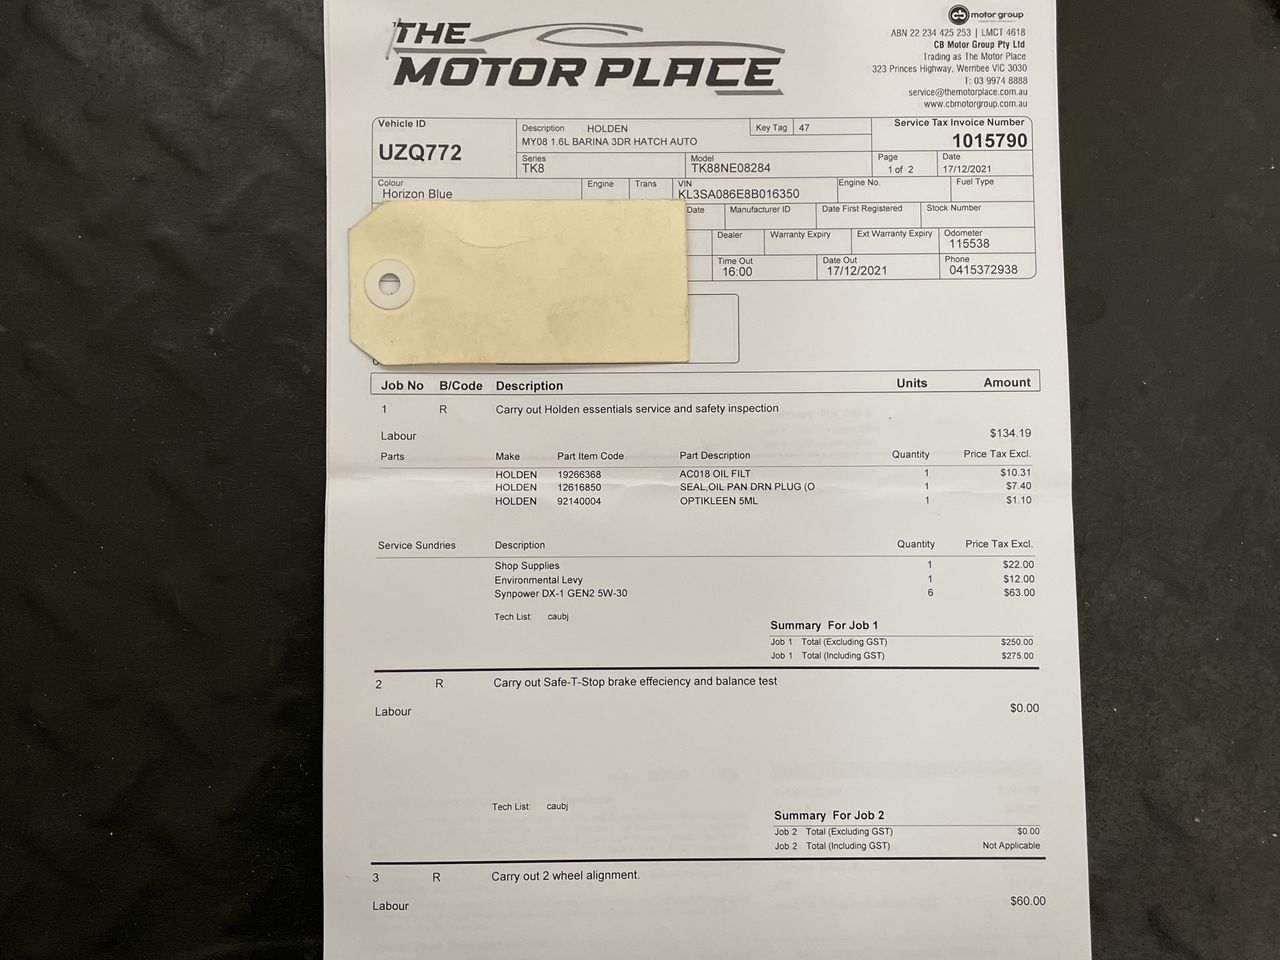 THE
MOTOR PLACE
cb motor group
ABN 22 234 425 253 | LMCT 4618
CB Motor Group Pty Ltd
Trading as The Motor Place
323 Princes Highway, Werribee VIC 3030
T: 03 9974 8888
service@themotorplace.com.au
www.cbmotorgroup.com.au
Vehicle ID
UZQ772
Description HOLDEN
MY08 1.6L BARINA 3DR HATCH AUTO
Key Tag 47
Service Tax Invoice Number
1015790
Series
TK8
Model
TK88NE08284
Page
1 of 2
Date
17/12/2021
Colour
Horizon Blue
Engine
Trans
VIN
KL3SA086E8B016350
Engine No.
Fuel Type
Date
Manufacturer ID
Date First Registered
Stock Number
Dealer
Warranty Expiry
Ext Warranty Expiry
Odometer
115538
Time Out
16:00
Date Out
17/12/2021
Phone
0415372938
Job No B/Code Description Units Amount
1 R Carry out Holden essentials service and safety inspection
Labour $134.19
Parts Make Part Item Code Part Description Quantity Price Tax Excl.
HOLDEN 19266368 AC018 OIL FILT 1 $10.31
HOLDEN 12616850 SEAL,OIL PAN DRN PLUG (O 1 $7.40
HOLDEN 92140004 OPTIKLEEN 5ML 1 $1.10
Service Sundries Description Quantity Price Tax Excl.
Shop Supplies 1 $22.00
Environmental Levy 1 $12.00
Synpower DX-1 GEN2 5W-30 6 $63.00
Tech List: caubj
Summary For Job 1
Job 1 Total (Excluding GST) $250.00
Job 1 Total (Including GST) $275.00
2 R Carry out Safe-T-Stop brake effeciency and balance test
Labour $0.00
Tech List: caubj
Summary For Job 2
Job 2 Total (Excluding GST) $0.00
Job 2 Total (Including GST) Not Applicable
3 R Carry out 2 wheel alignment.
Labour $60.00